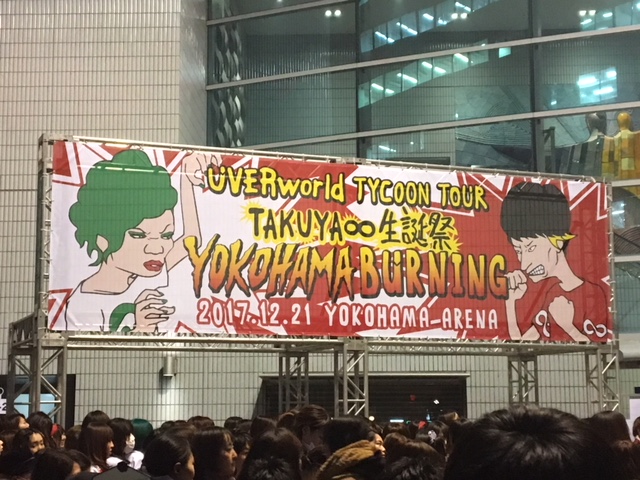 UVERworld TYCOON TOUR
TAKUYA∞生誕祭
YOKOHAMA BURNING
2017.12.21 YOKOHAMA ARENA